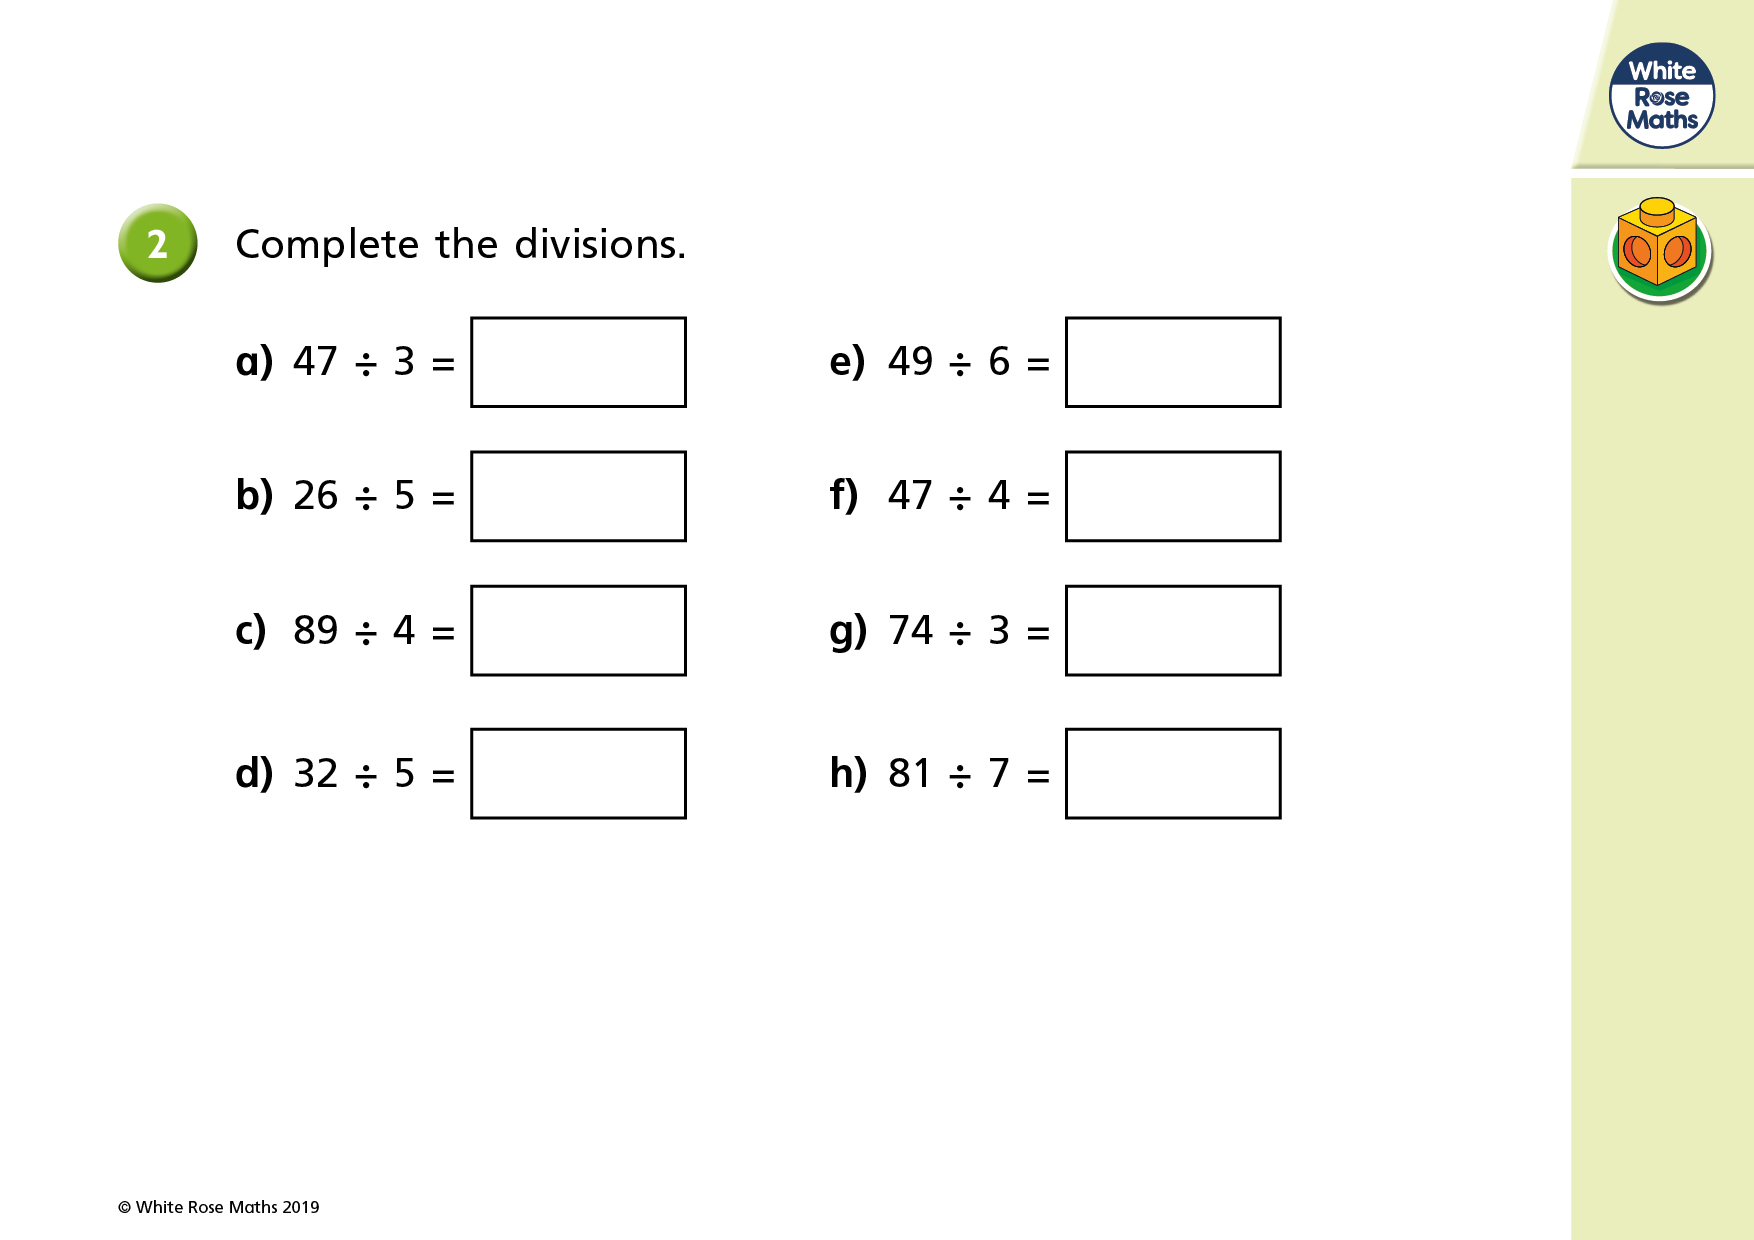 White
Rose
Maths
2 Complete the divisions.
a) 47 ÷ 3 =
e) 49 ÷ 6 =
b) 26 ÷ 5 =
f) 47 ÷ 4 =
c) 89 ÷ 4 =
g) 74 ÷ 3 =
d) 32 ÷ 5 =
h) 81 ÷ 7 =
© White Rose Maths 2019